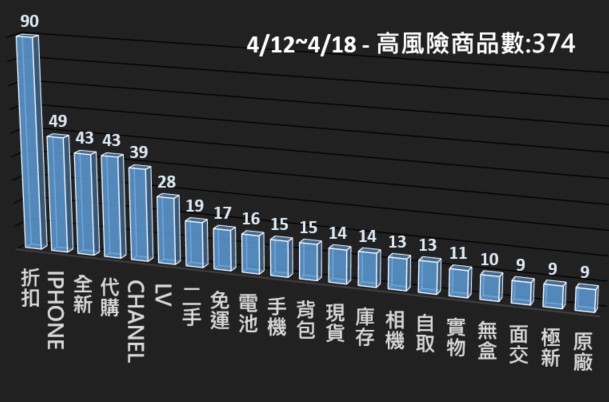 4/12~4/18 - 高風險商品數:374
90
49
43
43
39
28
19
17
16
15
15
14
14
13
13
11
10
9
9
9
折扣
IPHONE
全新
代購
CHANEL
LV
二手
免運
電池
手機
背包
現貨
庫存
相機
自取
實物
無盒
面交
極新
原廠